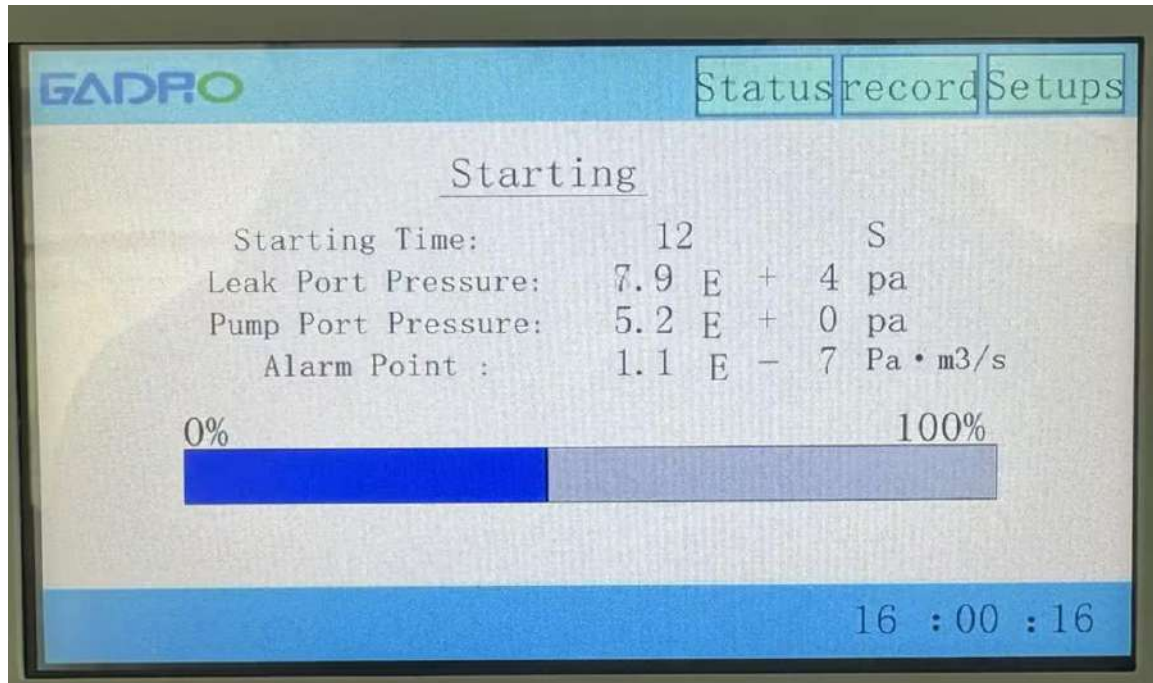 GADRO Status record Setups
Starting
Starting Time: 12 S
Leak Port Pressure: 7.9 E + 4 pa
Pump Port Pressure: 5.2 E + 0 pa
Alarm Point : 1.1 E - 7 Pa·m3/s
0% 100%
16 :00 :16